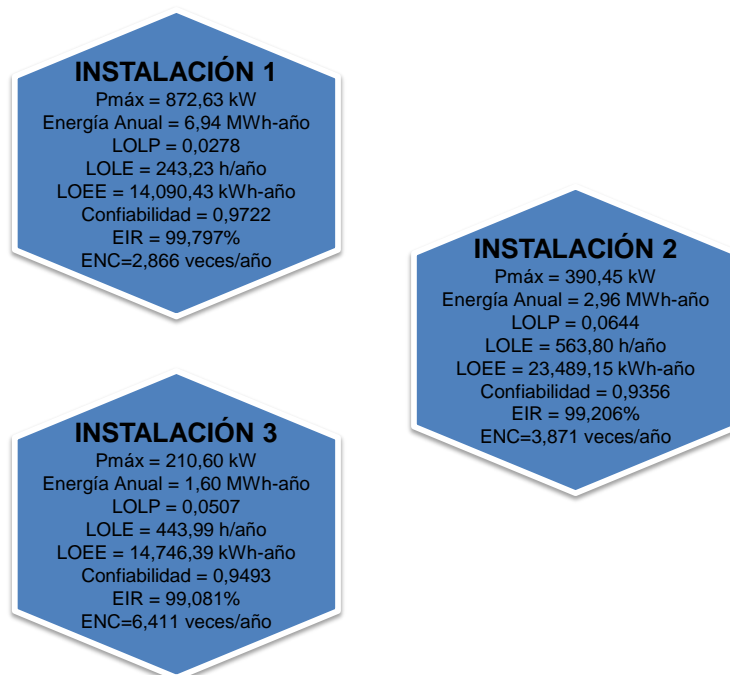 INSTALACIÓN 1
Pmáx = 872,63 kW
Energía Anual = 6,94 MWh-año
LOLP = 0,0278
LOLE = 243,23 h/año
LOEE = 14,090,43 kWh-año
Confiabilidad = 0,9722
EIR = 99,797%
ENC=2,866 veces/año
INSTALACIÓN 2
Pmáx = 390,45 kW
Energía Anual = 2,96 MWh-año
LOLP = 0,0644
LOLE = 563,80 h/año
LOEE = 23,489,15 kWh-año
Confiabilidad = 0,9356
EIR = 99,206%
ENC=3,871 veces/año
INSTALACIÓN 3
Pmáx = 210,60 kW
Energía Anual = 1,60 MWh-año
LOLP = 0,0507
LOLE = 443,99 h/año
LOEE = 14,746,39 kWh-año
Confiabilidad = 0,9493
EIR = 99,081%
ENC=6,411 veces/año